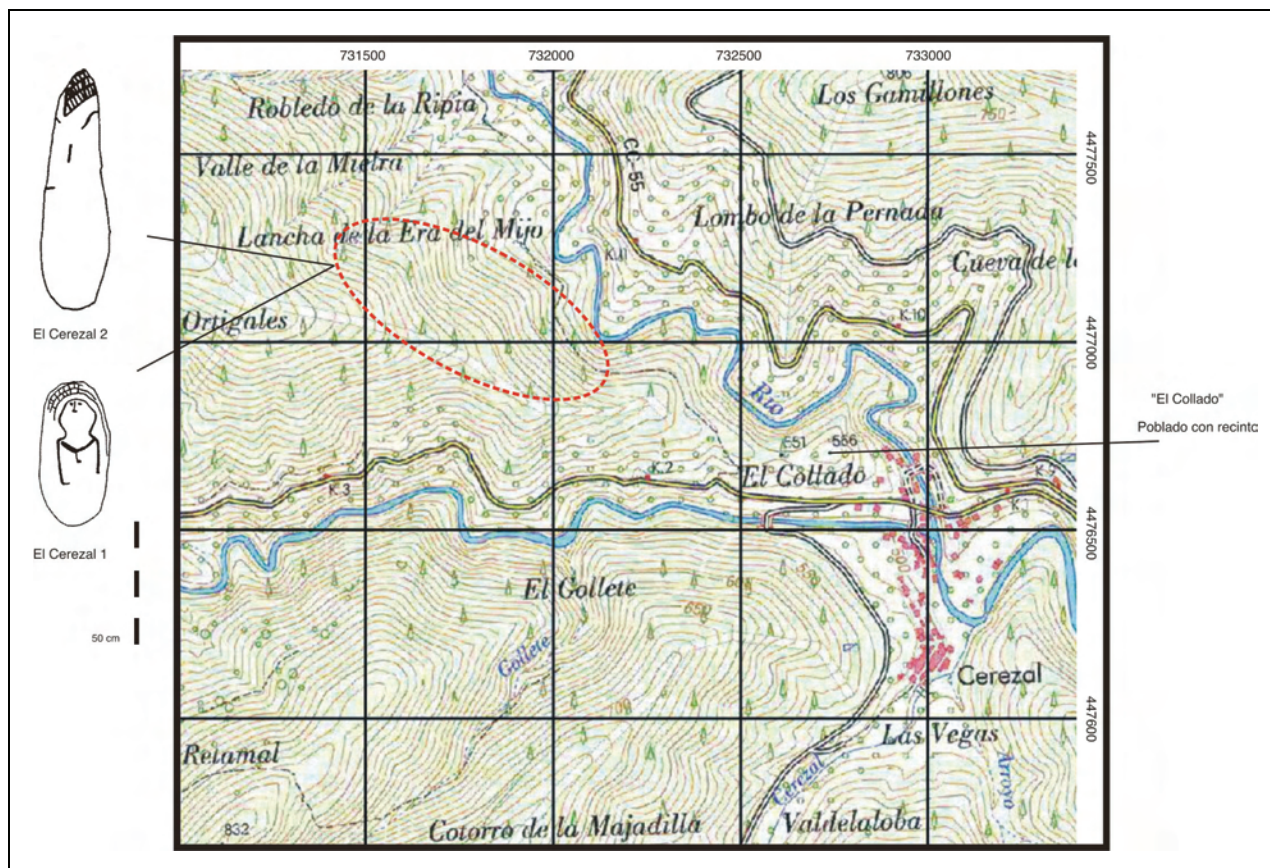 731500
732000
732500
733000
806
Robledo de la Ripia
Los Gamillones
750
4477500
Valle de la Mielra
CC-55
Lombo de la Pernada
Lancha de la Era del Mijo
K.11
Cueva de l
El Cerezal 2
Ortigales
K.10
4477000
Río
"El Collado"
Poblado con recinto
551
556
El Collado
K.2
K.3
El Cerezal 1
4476500
El Gollete
500
650
50 cm
Gollete
Cerezal
700
447600
Las Vegas
Retamal
Cerezal
Arroyo
832
Cotorro de la Majadilla
Valdelaloba